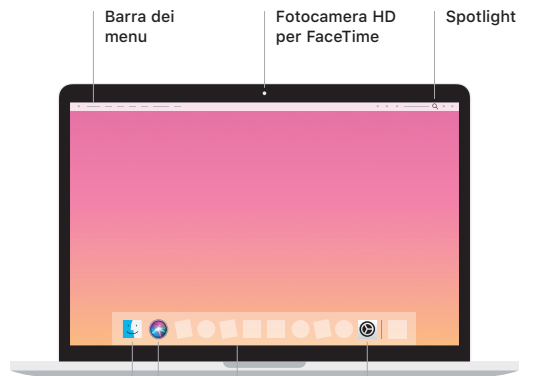 Barra dei
menu
Fotocamera HD
per FaceTime
Spotlight